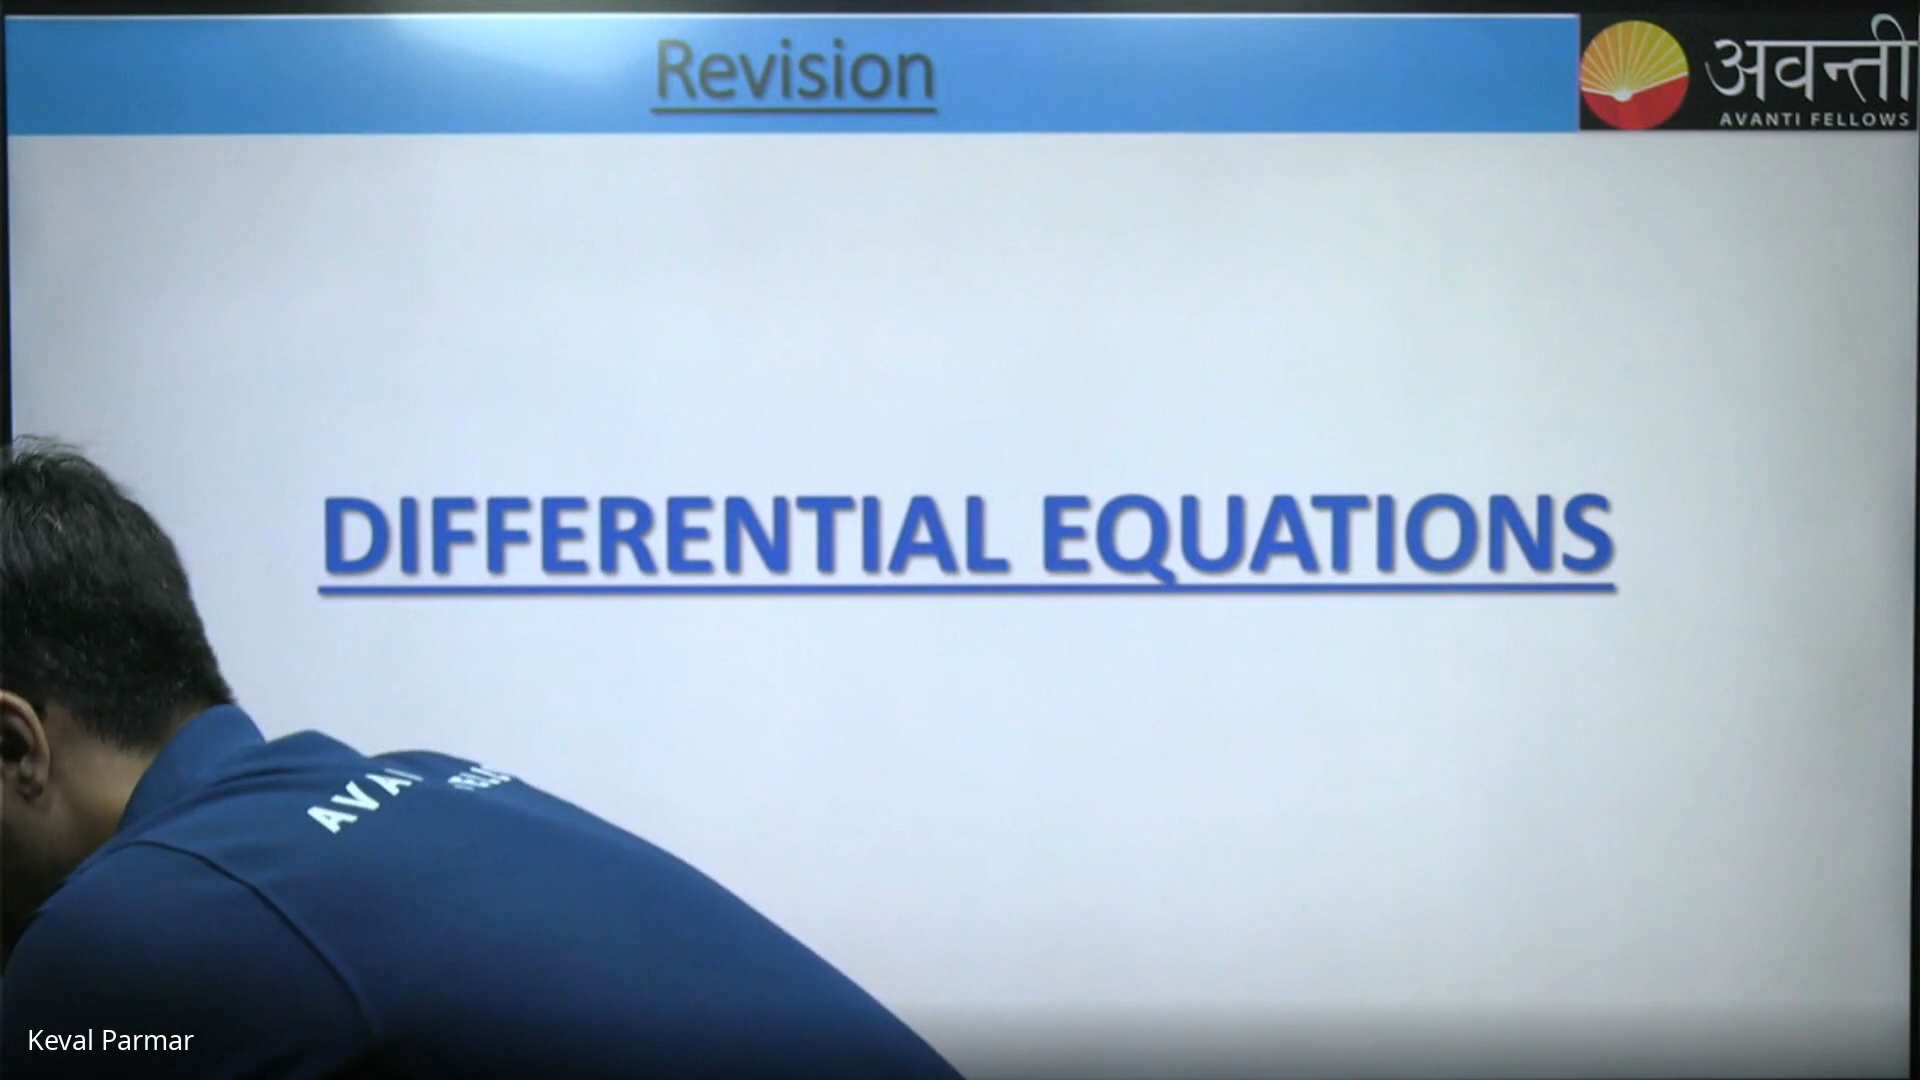 Revision
अवन्ती
AVANTI FELLOWS
DIFFERENTIAL EQUATIONS
Keval Parmar